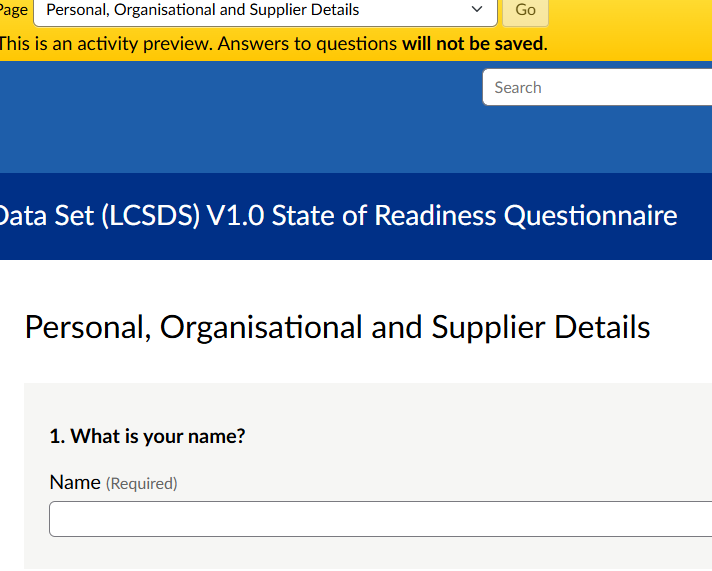 Page Personal, Organisational and Supplier Details Go
This is an activity preview. Answers to questions will not be saved.
Search
Data Set (LCSDS) V1.0 State of Readiness Questionnaire
Personal, Organisational and Supplier Details
1. What is your name?
Name (Required)